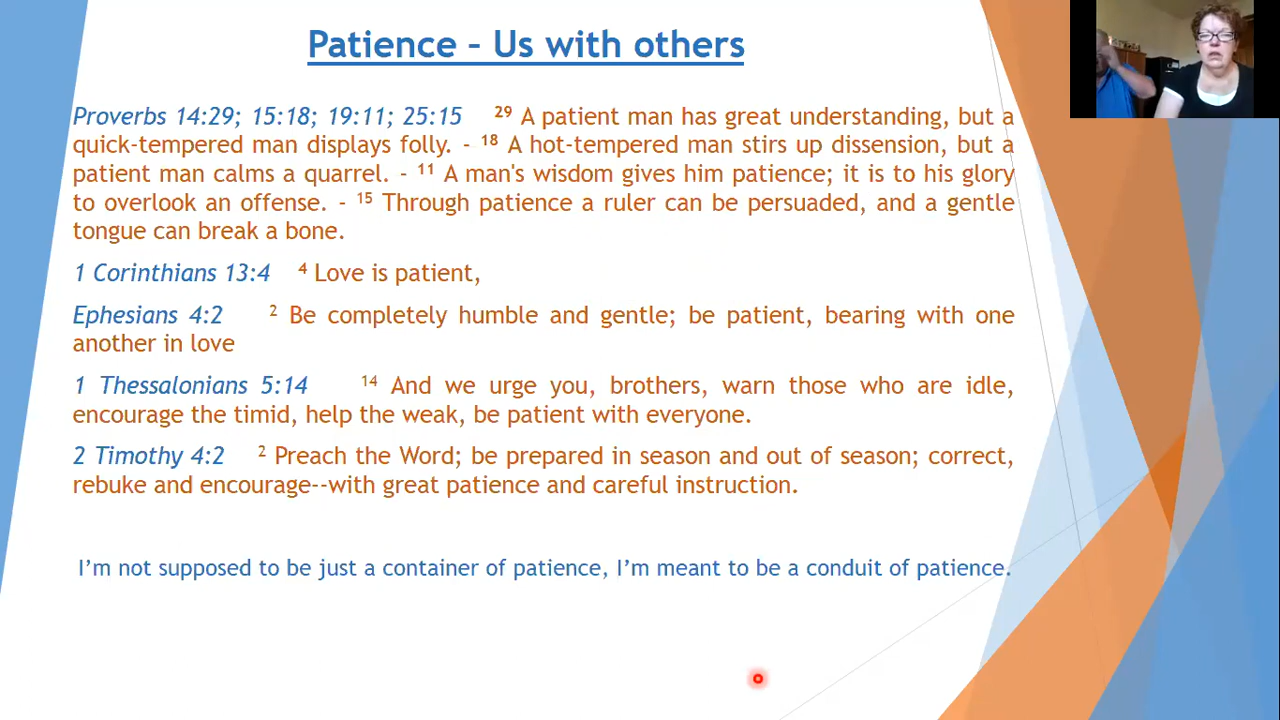 Patience – Us with others
Proverbs 14:29; 15:18; 19:11; 25:15 29 A patient man has great understanding, but a
quick-tempered man displays folly. - 18 A hot-tempered man stirs up dissension, but a
patient man calms a quarrel. - 11 A man's wisdom gives him patience; it is to his glory
to overlook an offense. - 15 Through patience a ruler can be persuaded, and a gentle
tongue can break a bone.
1 Corinthians 13:4 4 Love is patient,
Ephesians 4:2 2 Be completely humble and gentle; be patient, bearing with one
another in love
1 Thessalonians 5:14 14 And we urge you, brothers, warn those who are idle,
encourage the timid, help the weak, be patient with everyone.
2 Timothy 4:2 2 Preach the Word; be prepared in season and out of season; correct,
rebuke and encourage--with great patience and careful instruction.
I’m not supposed to be just a container of patience, I’m meant to be a conduit of patience.